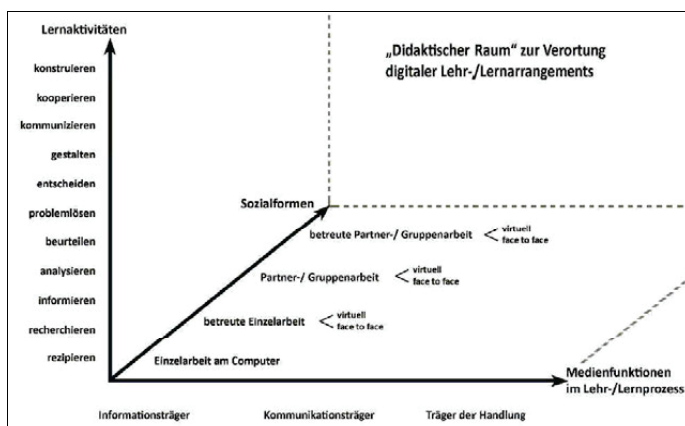 Lernaktivitäten
„Didaktischer Raum“ zur Verortung
digitaler Lehr-/Lernarrangements
konstruieren
kooperieren
kommunizieren
gestalten
entscheiden
problemlösen
beurteilen
analysieren
informieren
recherchieren
rezipieren
Sozialformen
betreute Partner-/ Gruppenarbeit
virtuell
face to face
Partner-/ Gruppenarbeit
virtuell
face to face
betreute Einzelarbeit
virtuell
face to face
Einzelarbeit am Computer
Medienfunktionen
im Lehr-/Lernprozess
Informationsträger
Kommunikationsträger
Träger der Handlung